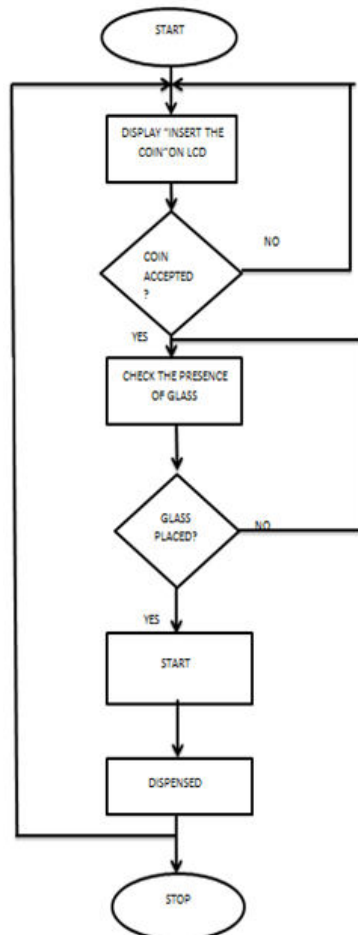 START
DISPLAY "INSERT THE
COIN"ON LCD
COIN
ACCEPTED
?
NO
YES
CHECK THE PRESENCE
OF GLASS
GLASS
PLACED?
NO
YES
START
DISPENSED
STOP